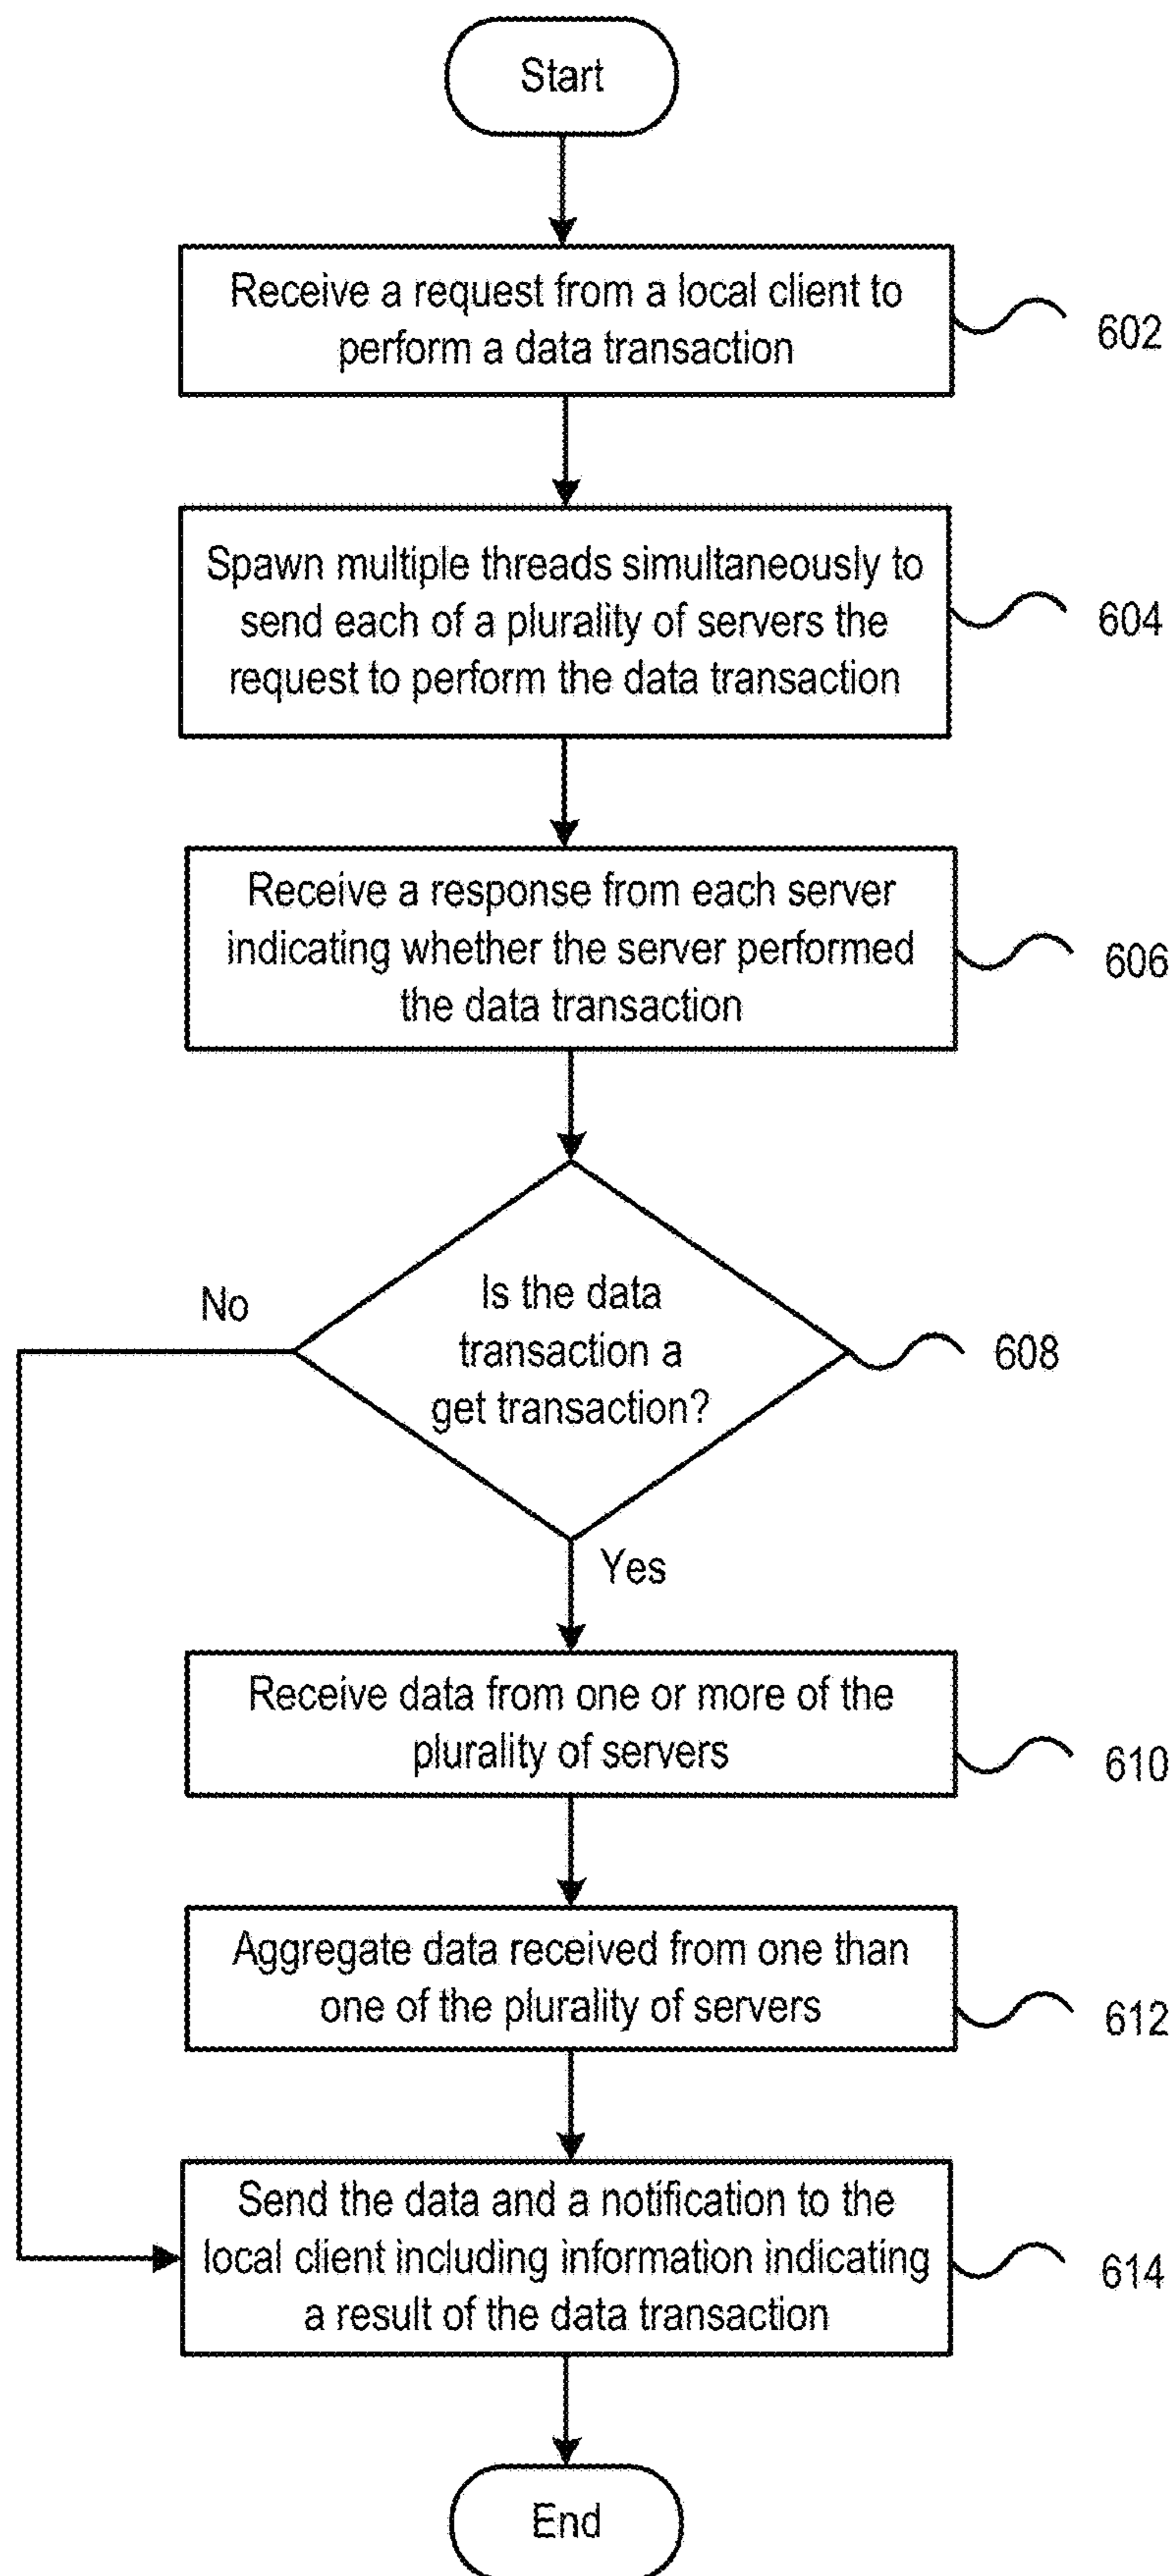 Start
Receive a request from a local client to
perform a data transaction
602
Spawn multiple threads simultaneously to
send each of a plurality of servers the
request to perform the data transaction
604
Receive a response from each server
indicating whether the server performed
the data transaction
606
Is the data
transaction a
get transaction?
608
No
Yes
Receive data from one or more of the
plurality of servers
610
Aggregate data received from one than
one of the plurality of servers
612
Send the data and a notification to the
local client including information indicating
a result of the data transaction
614
End